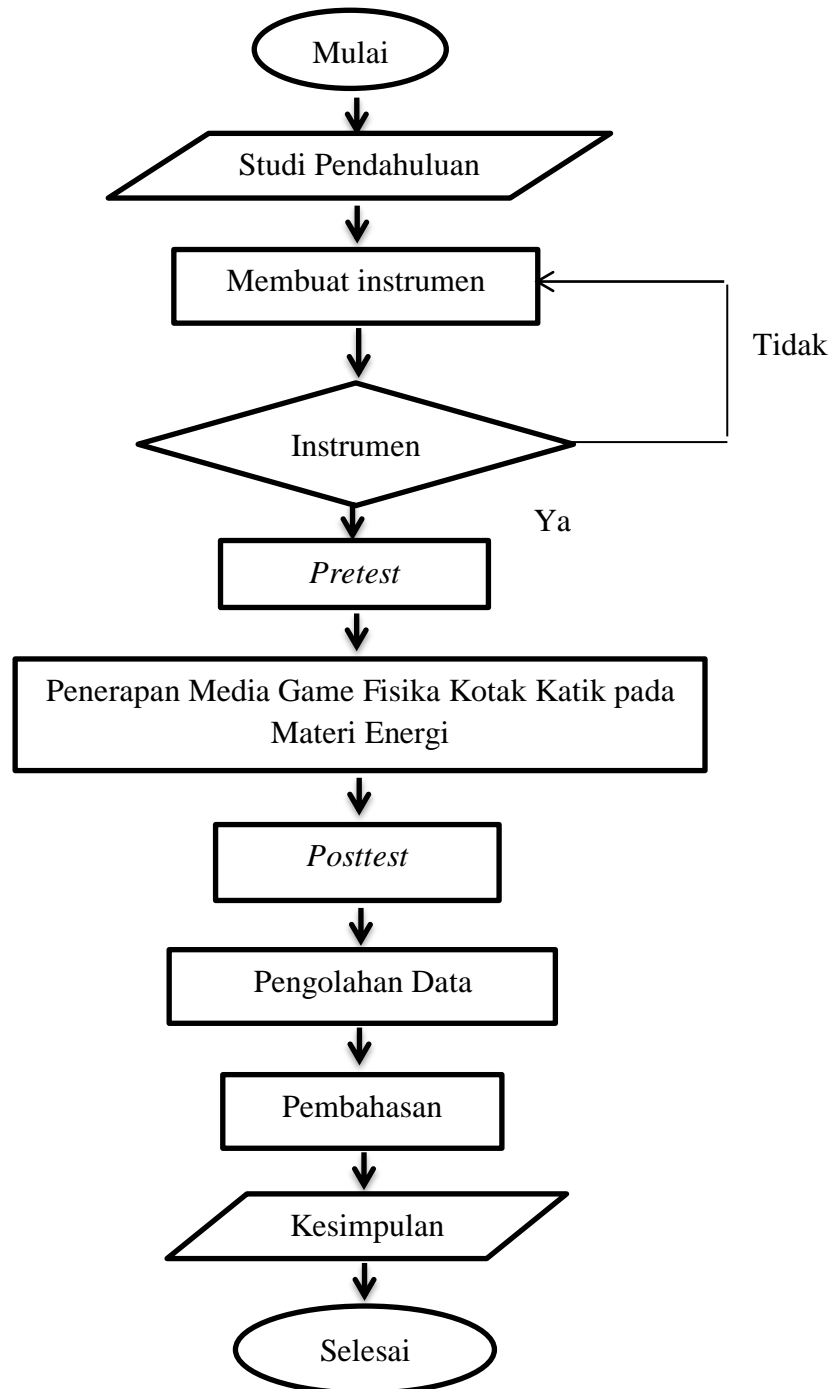 Mulai
Studi Pendahuluan
Membuat instrumen
Tidak
Instrumen
Ya
Pretest
Penerapan Media Game Fisika Kotak Katik pada
Materi Energi
Posttest
Pengolahan Data
Pembahasan
Kesimpulan
Selesai